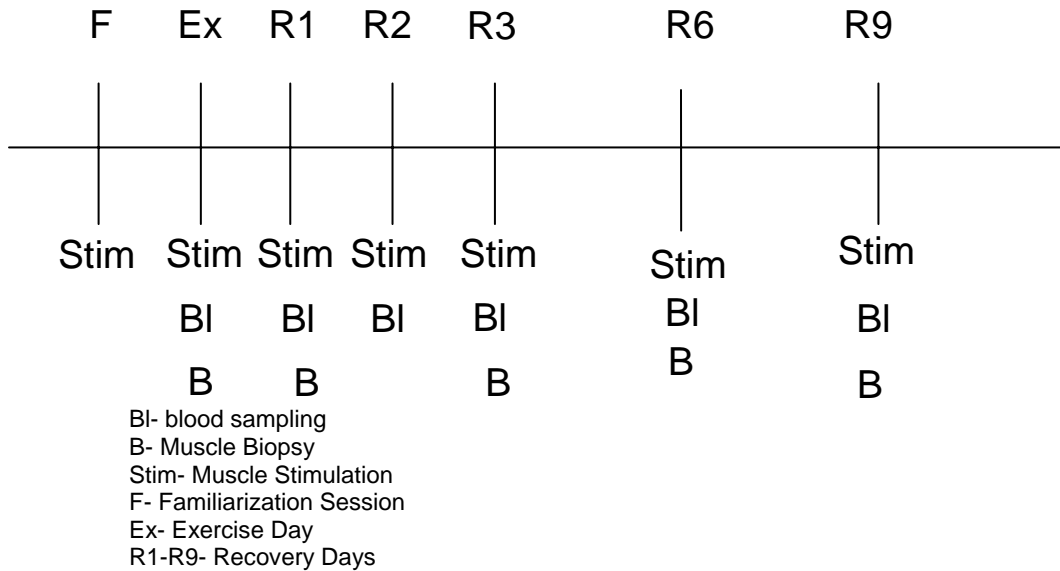 F Ex R1 R2 R3 R6 R9
Stim Stim Stim Stim Stim Stim Stim
Bl Bl Bl Bl Bl Bl
B B B B B
Bl- blood sampling
B- Muscle Biopsy
Stim- Muscle Stimulation
F- Familiarization Session
Ex- Exercise Day
R1-R9- Recovery Days